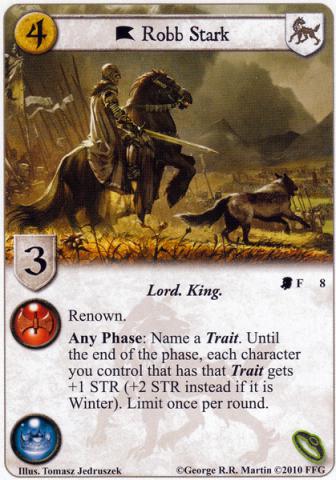 4
Robb Stark
3
Lord. King.
F 8
Renown.
Any Phase: Name a Trait. Until
the end of the phase, each character
you control that has that Trait gets
+1 STR (+2 STR instead if it is
Winter). Limit once per round.
Illus. Tomasz Jedruszek ©George R.R. Martin ©2010 FFG